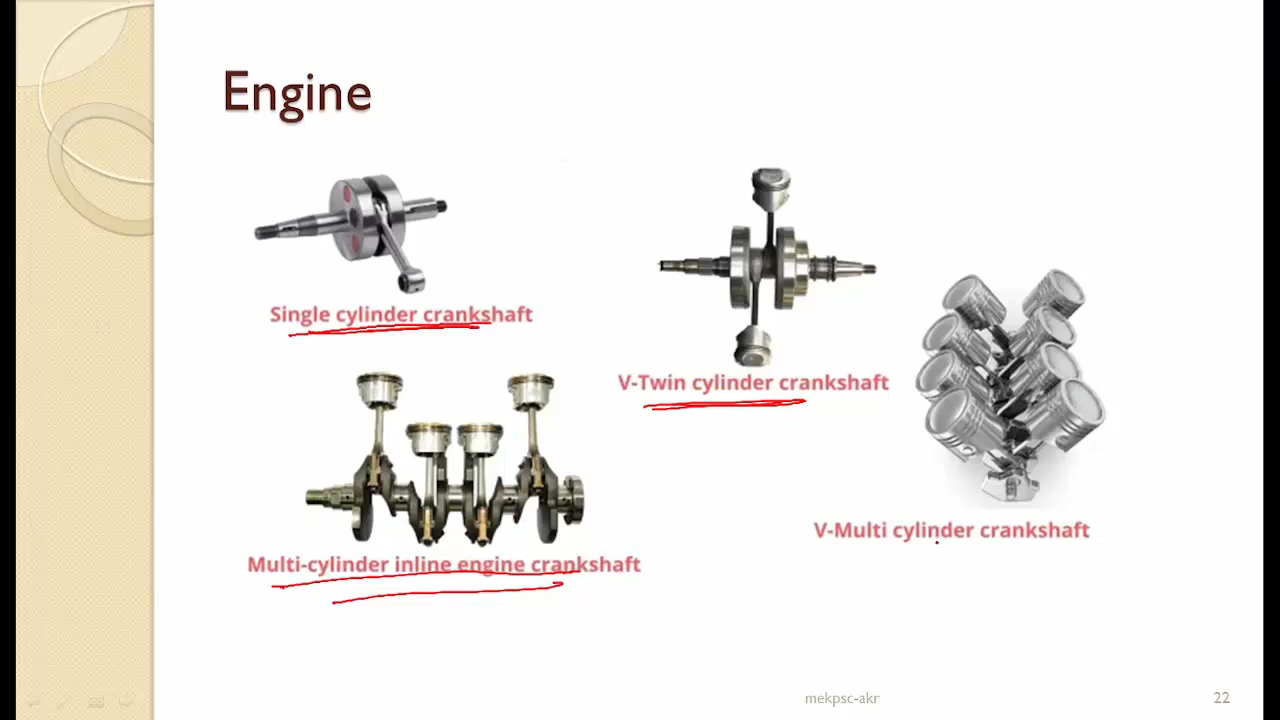 Engine
Single cylinder crankshaft
V-Twin cylinder crankshaft
V-Multi cylinder crankshaft
Multi-cylinder inline engine crankshaft
mekpsc-akr
22